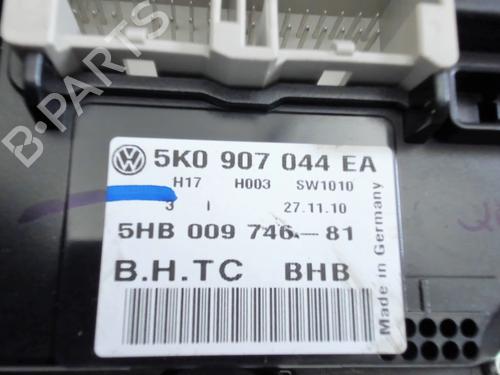 B-PARTS
5K0 907 044 EA
H17 H003 SW1010
3 I 27.11.10
5HB 009 746-81
B.H.TC BHB
Made in Germany